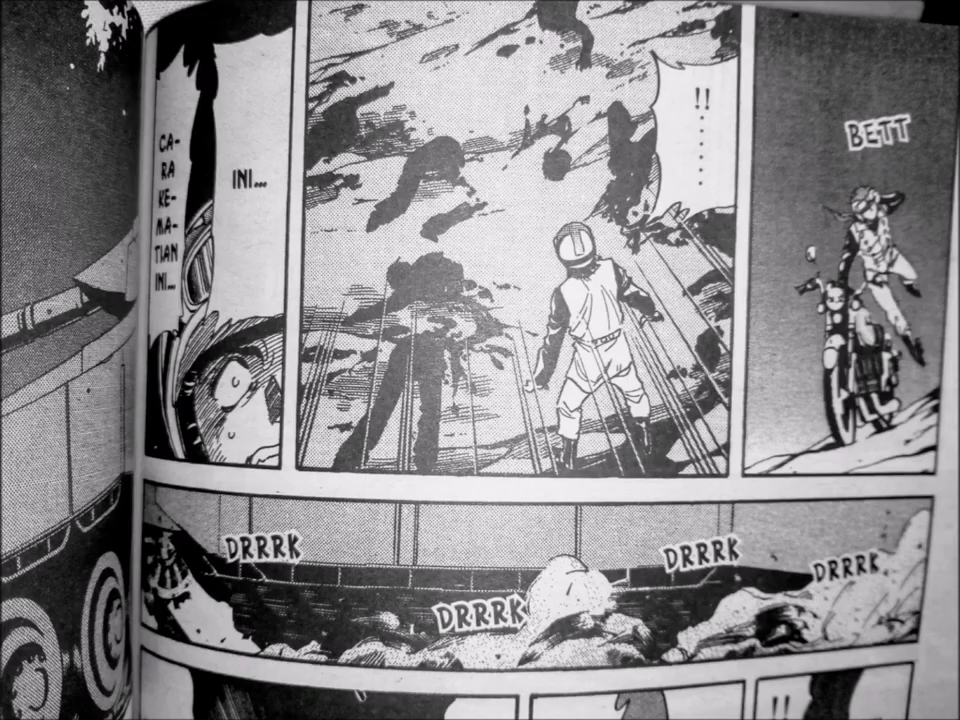 BETT
!!.......
INI...
CA-
RA
KE-
MA-
TIAN
INI...
DRRRK
DRRRK
DRRRK
DRRRK
!!